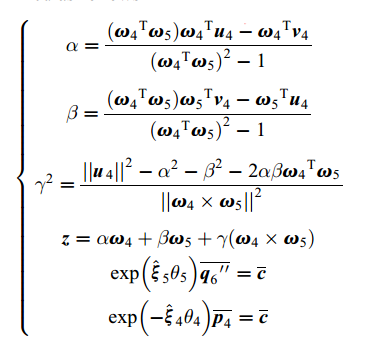 α = ((ω₄ᵀω₅)ω₄ᵀu₄ − ω₄ᵀv₄) / ((ω₄ᵀω₅)² − 1)
β = ((ω₄ᵀω₅)ω₅ᵀv₄ − ω₅ᵀu₄) / ((ω₄ᵀω₅)² − 1)
γ² = (||u₄||² − α² − β² − 2αβω₄ᵀω₅) / ||ω₄ × ω₅||²
z = αω₄ + βω₅ + γ(ω₄ × ω₅)
exp(ξ̂₅θ₅)q̅₆̅″̅ = c̅
exp(−ξ̂₄θ₄)p̅₄̅ = c̅